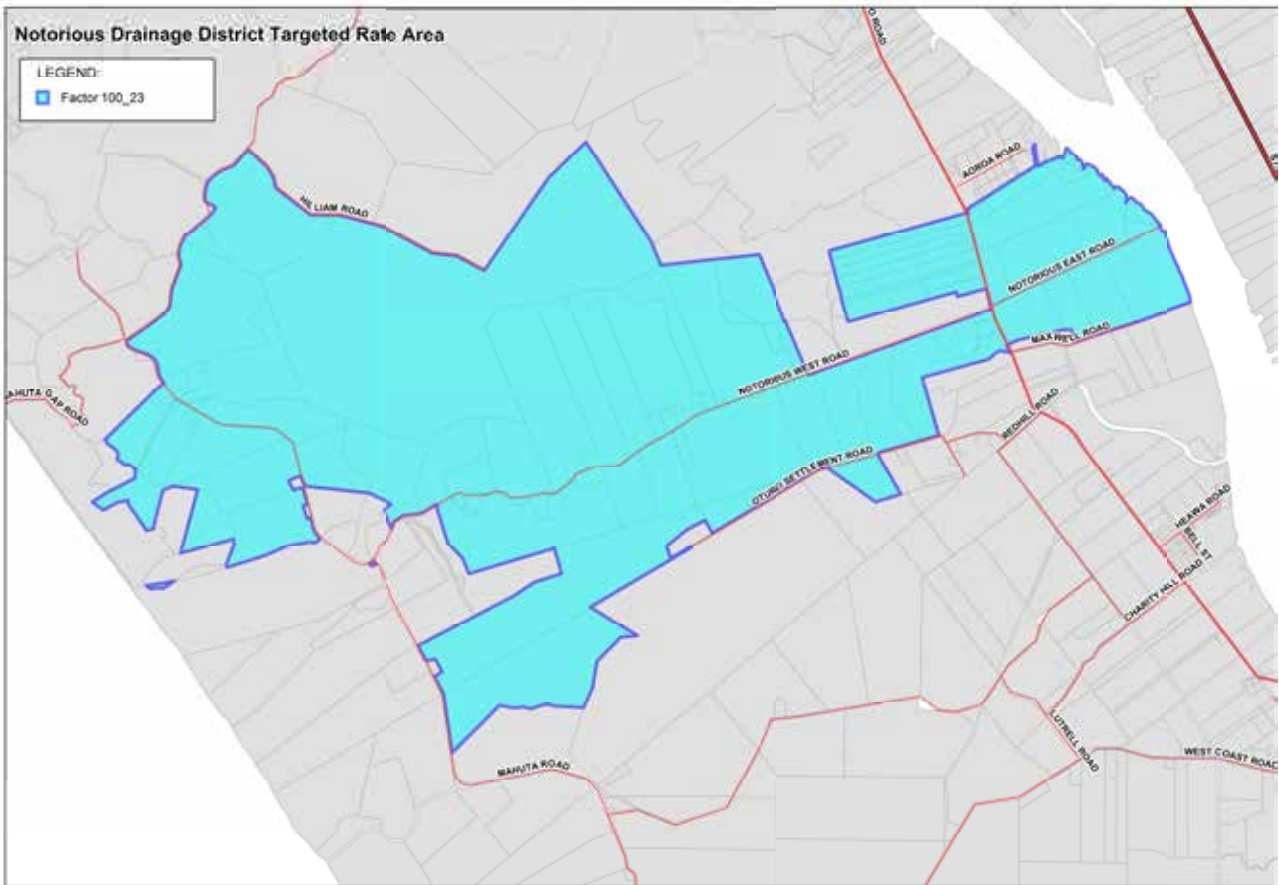 Notorious Drainage District Targeted Rate Area
LEGEND:
Factor 100_23
O ROAD
AOROA ROAD
HILLIAM ROAD
NOTORIOUS EAST ROAD
MAXWELL ROAD
NOTORIOUS WEST ROAD
AHUTA GAP ROAD
REDHILL ROAD
SETTLEMENT ROAD
HEAWA ROAD
BELL ST
CHARITY HILL ROAD
LUTRELL ROAD
WEST COAST ROAD
MAHUTA ROAD